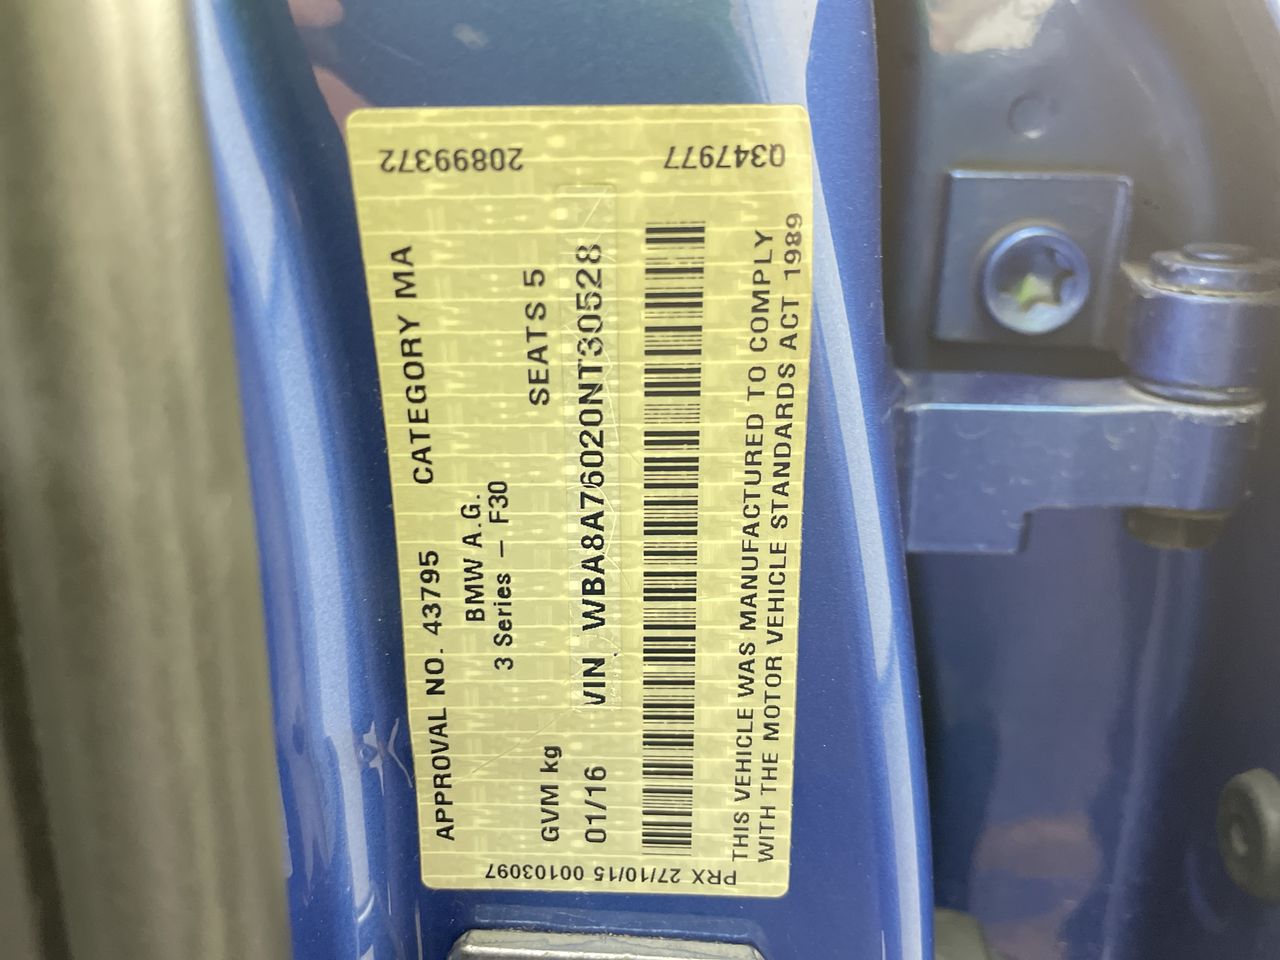 APPROVAL NO. 43795 CATEGORY MA
BMW A.G.
3 Series – F30
GVM kg SEATS 5
01/16 VIN WBA8A76020NT30528
THIS VEHICLE WAS MANUFACTURED TO COMPLY
WITH THE MOTOR VEHICLE STANDARDS ACT 1989
20899372
Q347977
PRX 27/10/15 00103097